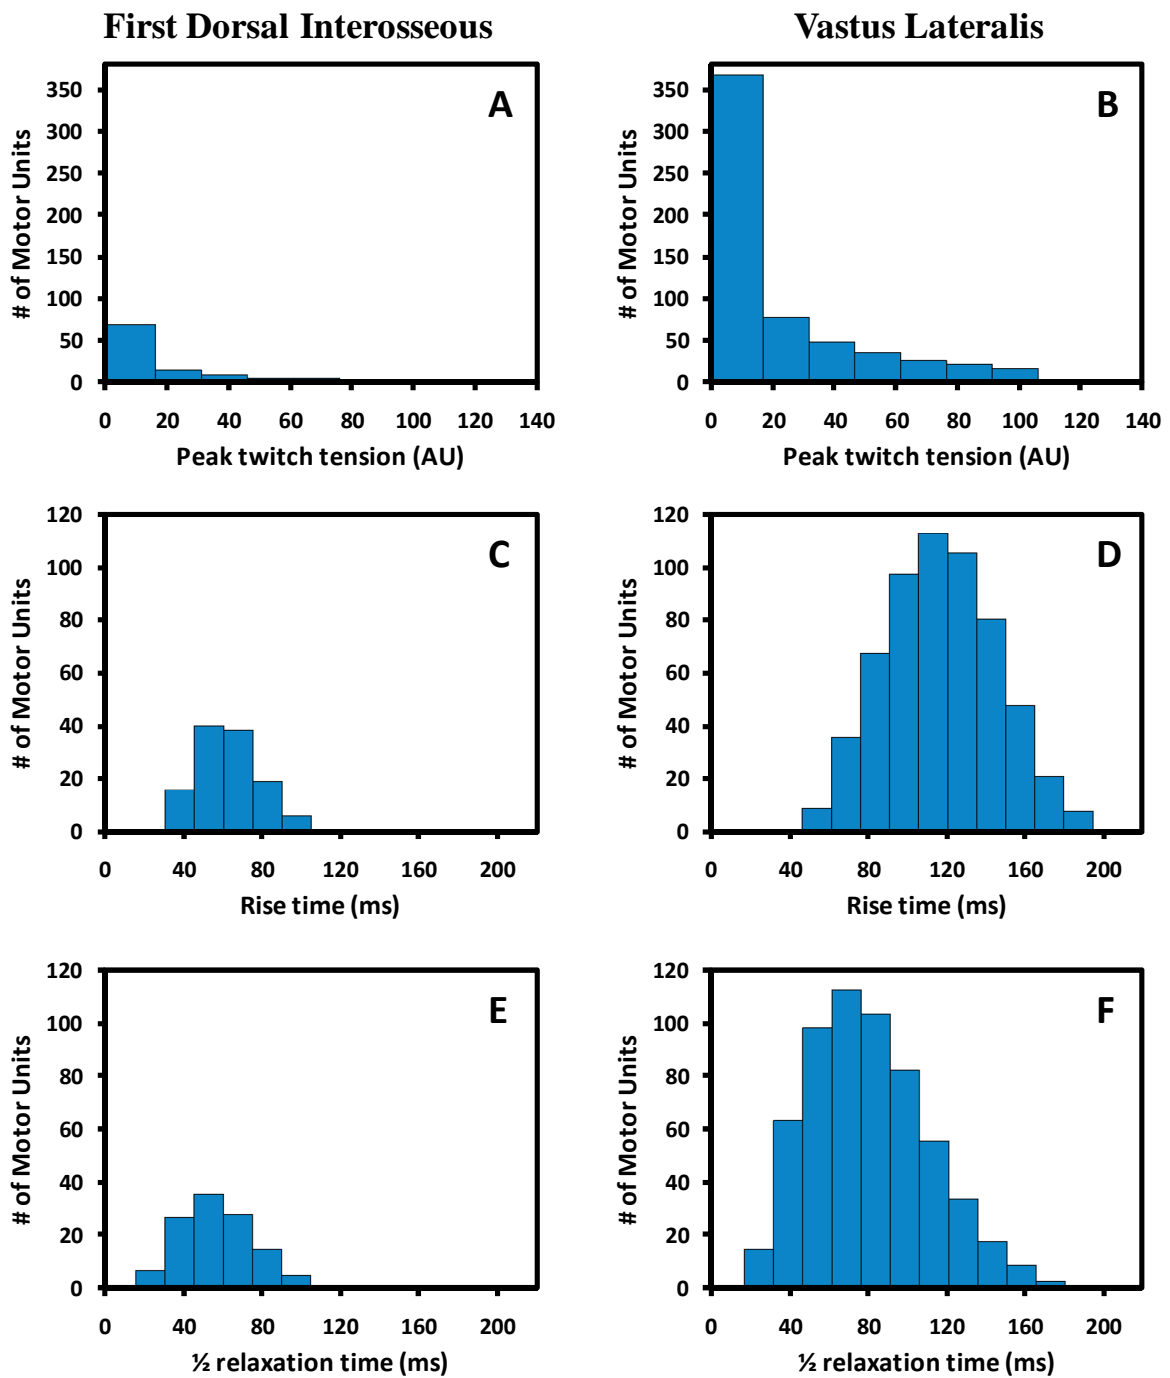 First Dorsal Interosseous
Vastus Lateralis
# of Motor Units
350
300
250
200
150
100
50
0
A
0 20 40 60 80 100 120 140
Peak twitch tension (AU)
# of Motor Units
350
300
250
200
150
100
50
0
B
0 20 40 60 80 100 120 140
Peak twitch tension (AU)
# of Motor Units
120
100
80
60
40
20
0
C
0 40 80 120 160 200
Rise time (ms)
# of Motor Units
120
100
80
60
40
20
0
D
0 40 80 120 160 200
Rise time (ms)
# of Motor Units
120
100
80
60
40
20
0
E
0 40 80 120 160 200
½ relaxation time (ms)
# of Motor Units
120
100
80
60
40
20
0
F
0 40 80 120 160 200
½ relaxation time (ms)